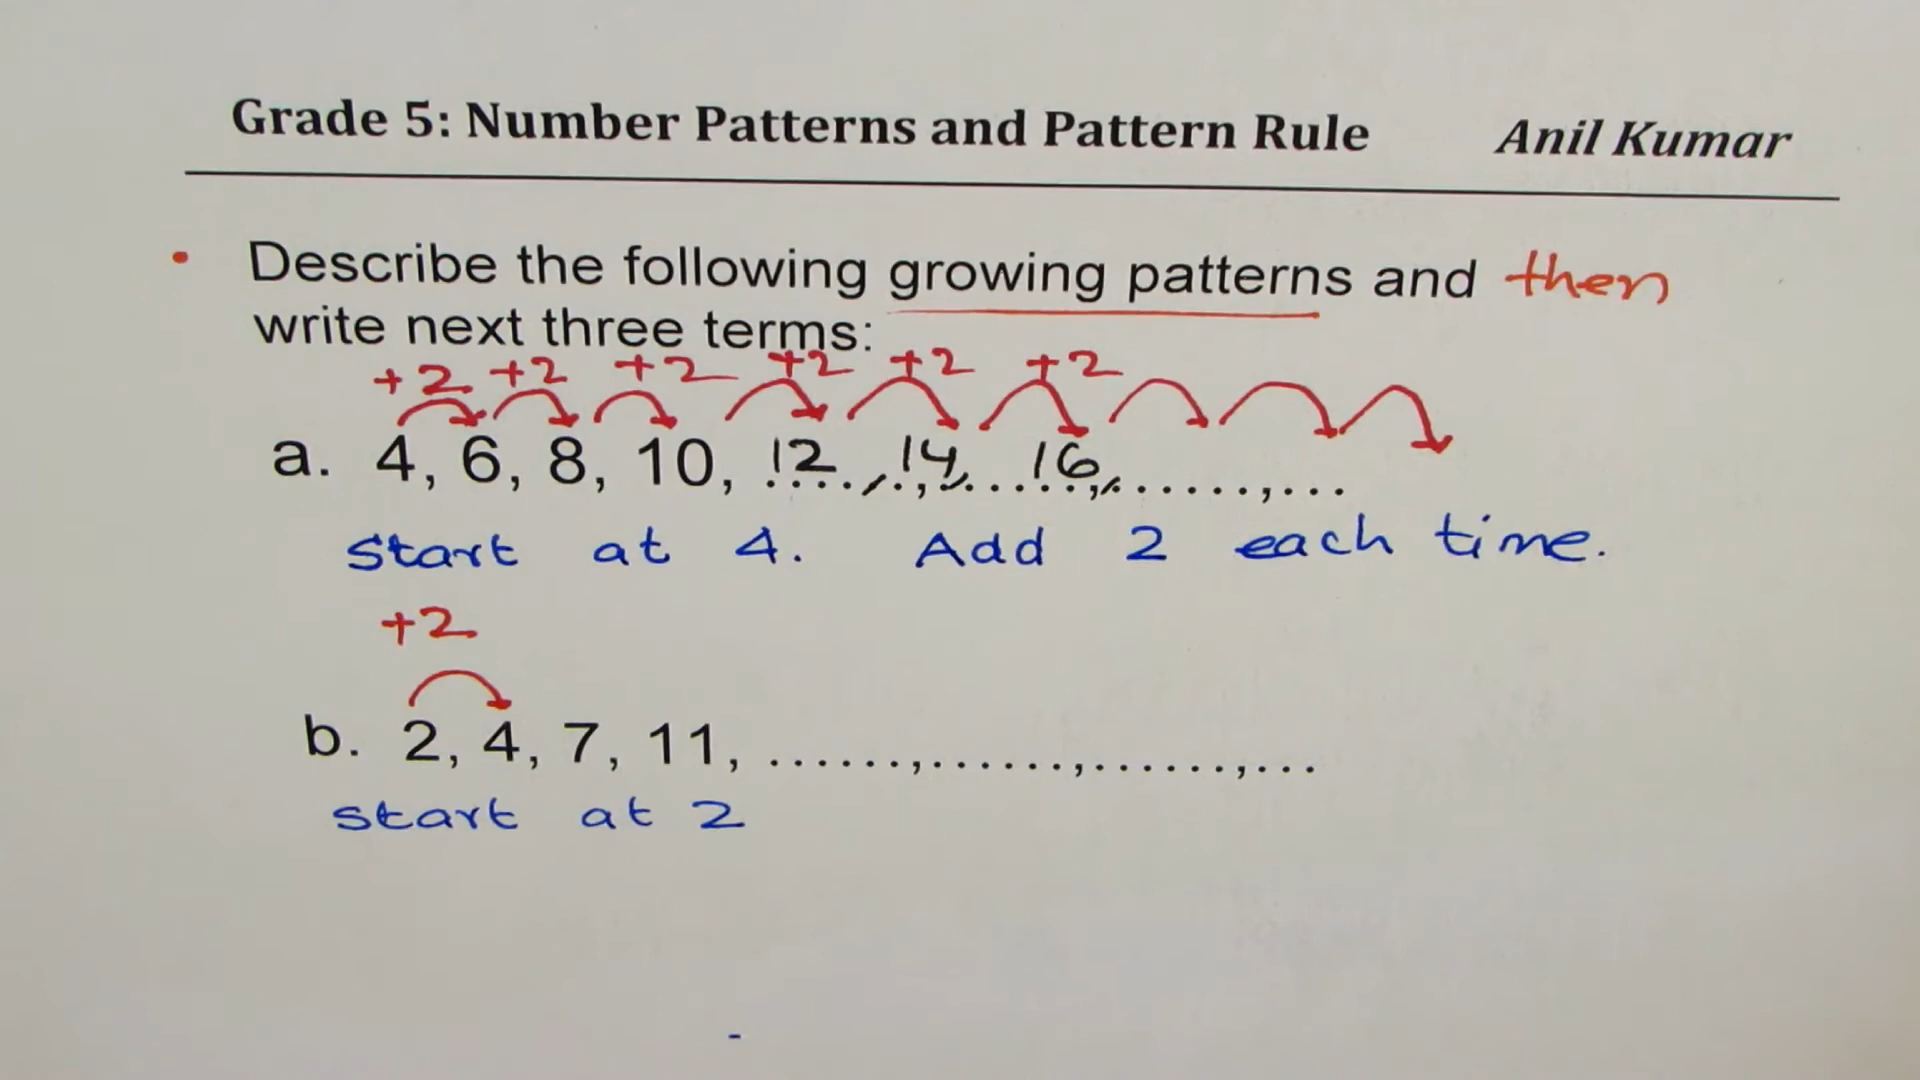 Grade 5: Number Patterns and Pattern Rule Anil Kumar
• Describe the following growing patterns and then
write next three terms:
+2 +2 +2 +2 +2 +2
a. 4, 6, 8, 10, 12, 14, 16, ......,...
Start at 4. Add 2 each time.
+2
b. 2, 4, 7, 11, ......,......,......,...
Start at 2